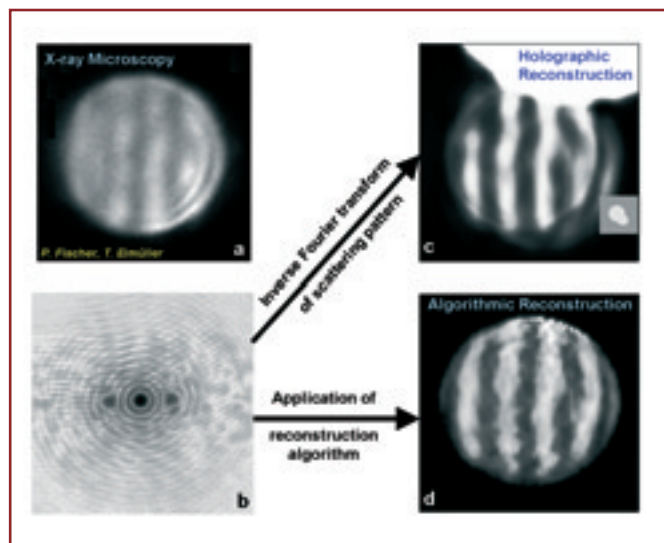 X-ray Microscopy
P. Fischer, T. Eimüller
a
Holographic
Reconstruction
c
Inverse Fourier transform
of scattering pattern
b
Application of
reconstruction
algorithm
Algorithmic Reconstruction
d